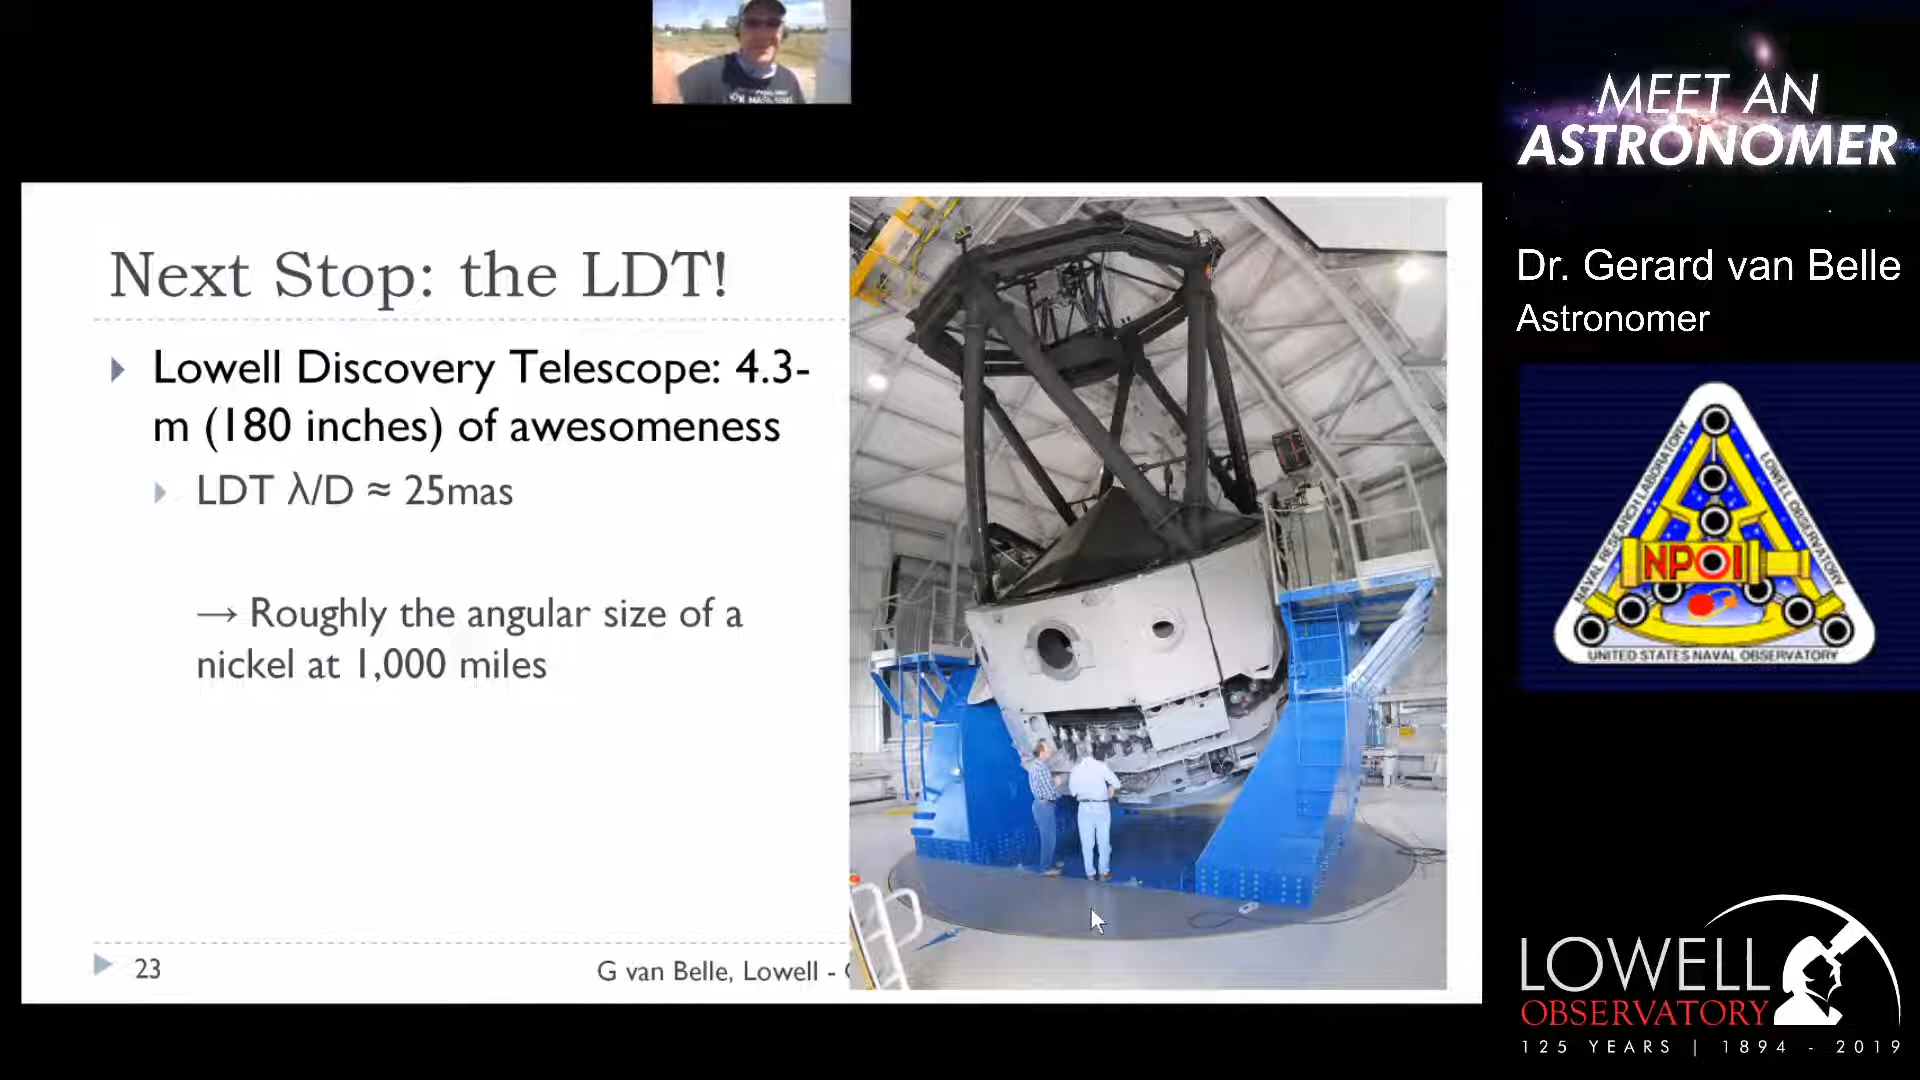 MEET AN
ASTRONOMER
Next Stop: the LDT!
Lowell Discovery Telescope: 4.3-
m (180 inches) of awesomeness
LDT λ/D ≈ 25mas
→ Roughly the angular size of a
nickel at 1,000 miles
23
G van Belle, Lowell -
Dr. Gerard van Belle
Astronomer
NAVAL RESEARCH LABORATORY
LOWELL OBSERVATORY
NPOI
UNITED STATES NAVAL OBSERVATORY
LOWELL
OBSERVATORY
125 YEARS | 1894 - 2019